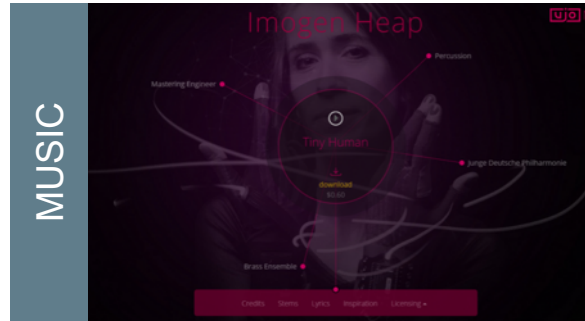 MUSIC
Imogen Heap
ujo
Percussion
Mastering Engineer
Tiny Human
Junge Deutsche Philharmonie
download
$0.60
Brass Ensemble
Credits Stems Lyrics Inspiration Licensing